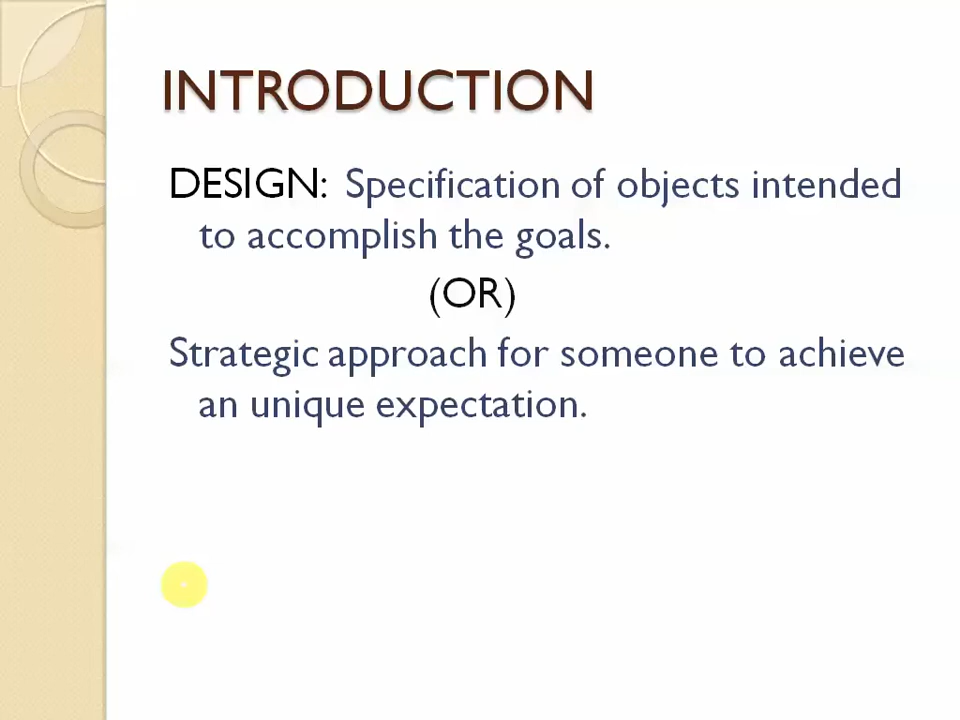 INTRODUCTION
DESIGN: Specification of objects intended
to accomplish the goals.
(OR)
Strategic approach for someone to achieve
an unique expectation.